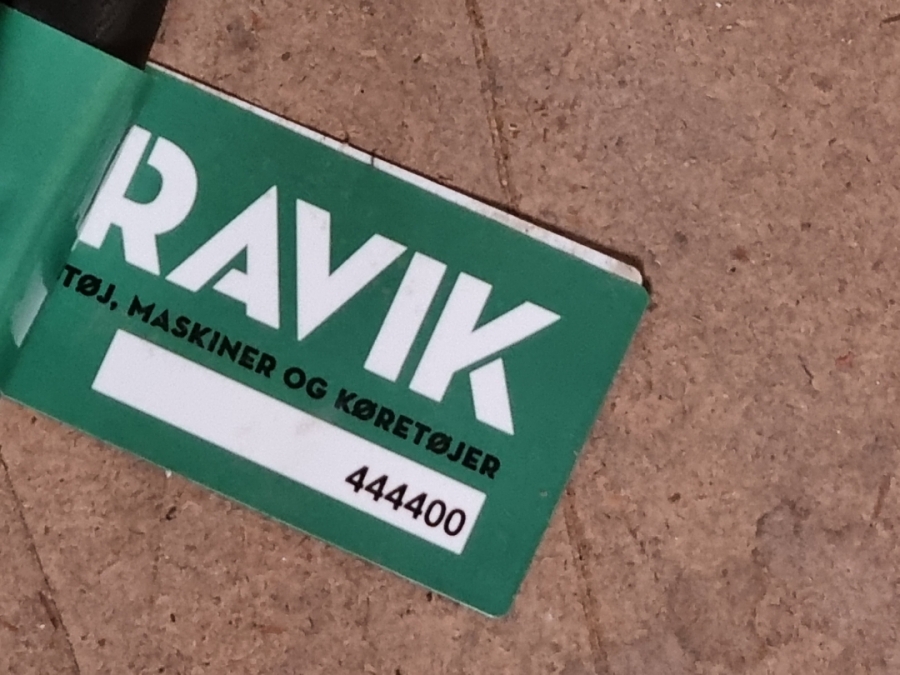 RAVIK
TØJ, MASKINER OG KØRETØJER
444400